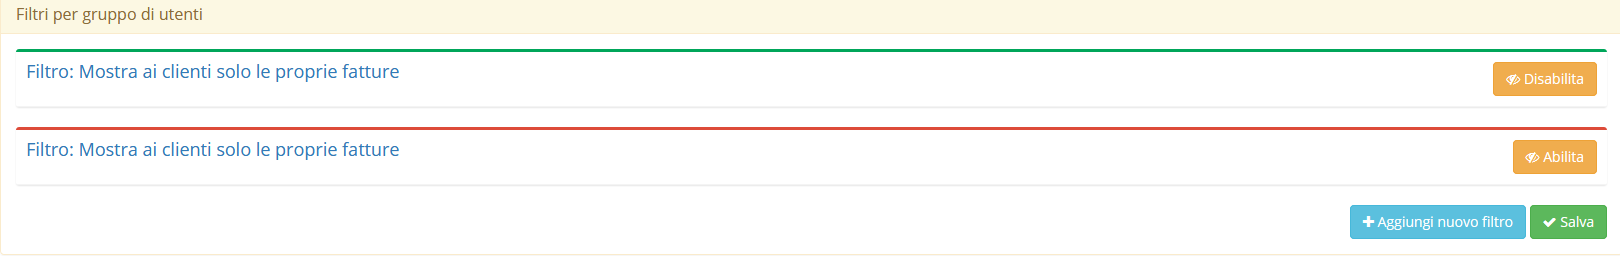 Filtri per gruppo di utenti
Filtro: Mostra ai clienti solo le proprie fatture
Disabilita
Filtro: Mostra ai clienti solo le proprie fatture
Abilita
Aggiungi nuovo filtro
Salva